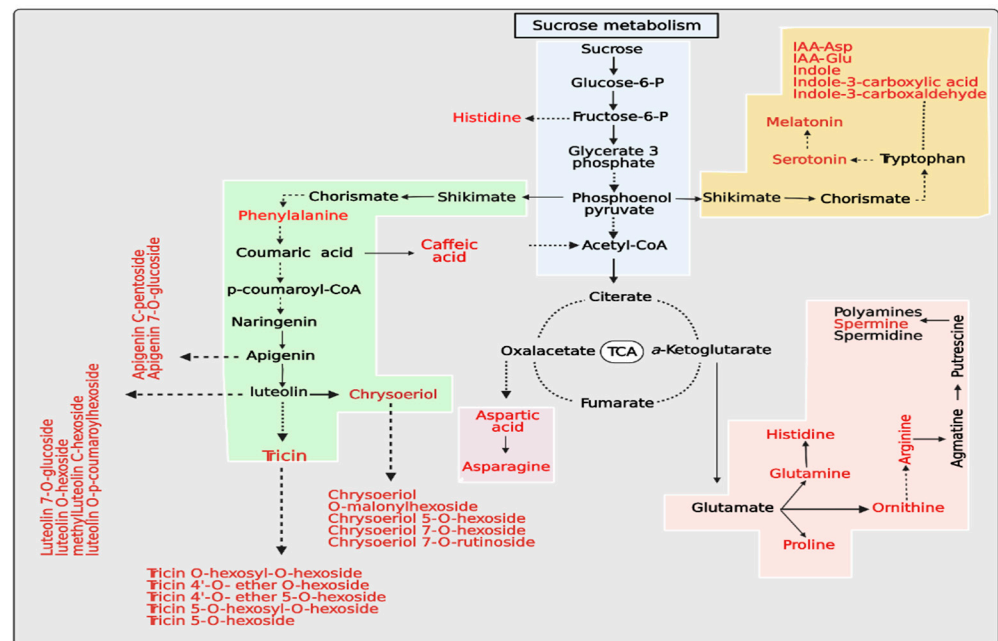 Sucrose metabolism
Sucrose
Glucose-6-P
Histidine
Fructose-6-P
Glycerate 3
phosphate
Phosphoenol
pyruvate
Acetyl-CoA
IAA-Asp
IAA-Glu
Indole
Indole-3-carboxylic acid
Indole-3-carboxaldehyde
Melatonin
Serotonin
Tryptophan
Shikimate
Chorismate
Chorismate
Shikimate
Phenylalanine
Coumaric acid
Caffeic
acid
p-coumaroyl-CoA
Naringenin
Apigenin
luteolin
Chrysoeriol
Tricin
Apigenin C-pentoside
Apigenin 7-O-glucoside
Luteolin 7-O-glucoside
luteolin O-hexoside
methylLuteolin C-hexoside
luteolin O-p-coumaroylhexoside
Chrysoeriol
O-malonylhexoside
Chrysoeriol 5-O-hexoside
Chrysoeriol 7-O-hexoside
Chrysoeriol 7-O-rutinoside
Tricin O-hexosyl-O-hexoside
Tricin 4'-O- ether O-hexoside
Tricin 4'-O- ether 5-O-hexoside
Tricin 5-O-hexosyl-O-hexoside
Tricin 5-O-hexoside
Citerate
Oxalacetate
TCA
a-Ketoglutarate
Fumarate
Aspartic
acid
Asparagine
Polyamines
Spermine
Spermidine
Putrescine
Agmatine
Arginine
Histidine
Glutamine
Glutamate
Ornithine
Proline